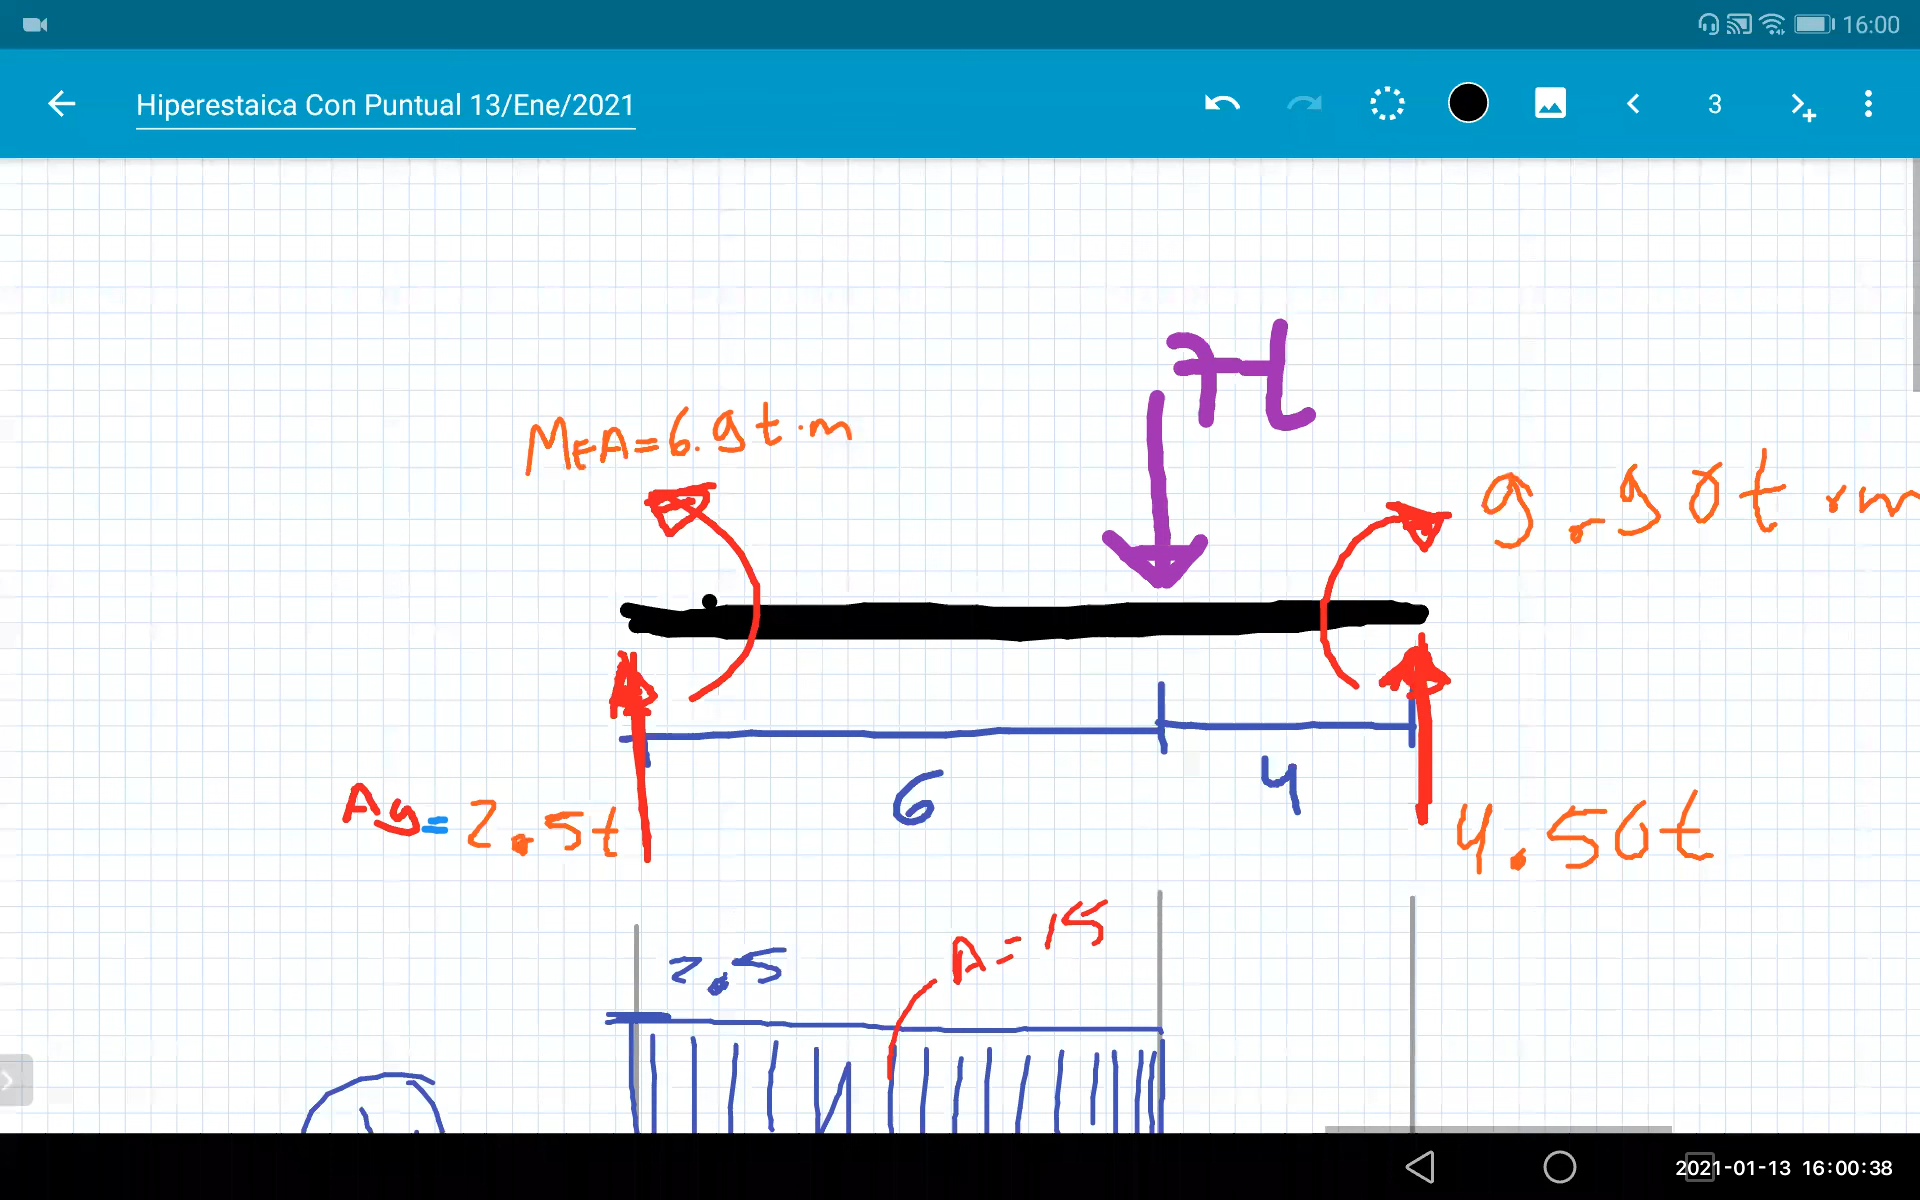 16:00
Hiperestaica Con Puntual 13/Ene/2021
3
7t
MEA=6.9t.m
9.90t
6
4
Ay=2.5t
4.50t
2.5
A=15
2021-01-13 16:00:38